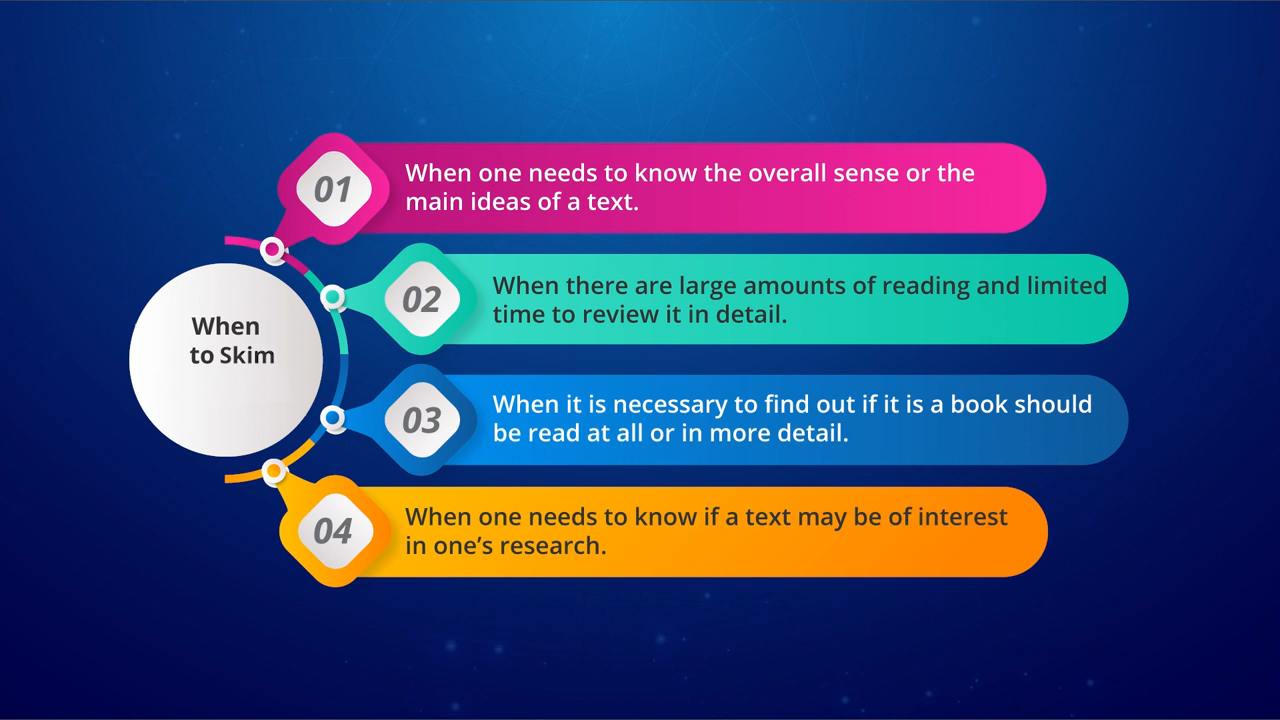 When
to Skim
01
When one needs to know the overall sense or the
main ideas of a text.
02
When there are large amounts of reading and limited
time to review it in detail.
03
When it is necessary to find out if it is a book should
be read at all or in more detail.
04
When one needs to know if a text may be of interest
in one’s research.